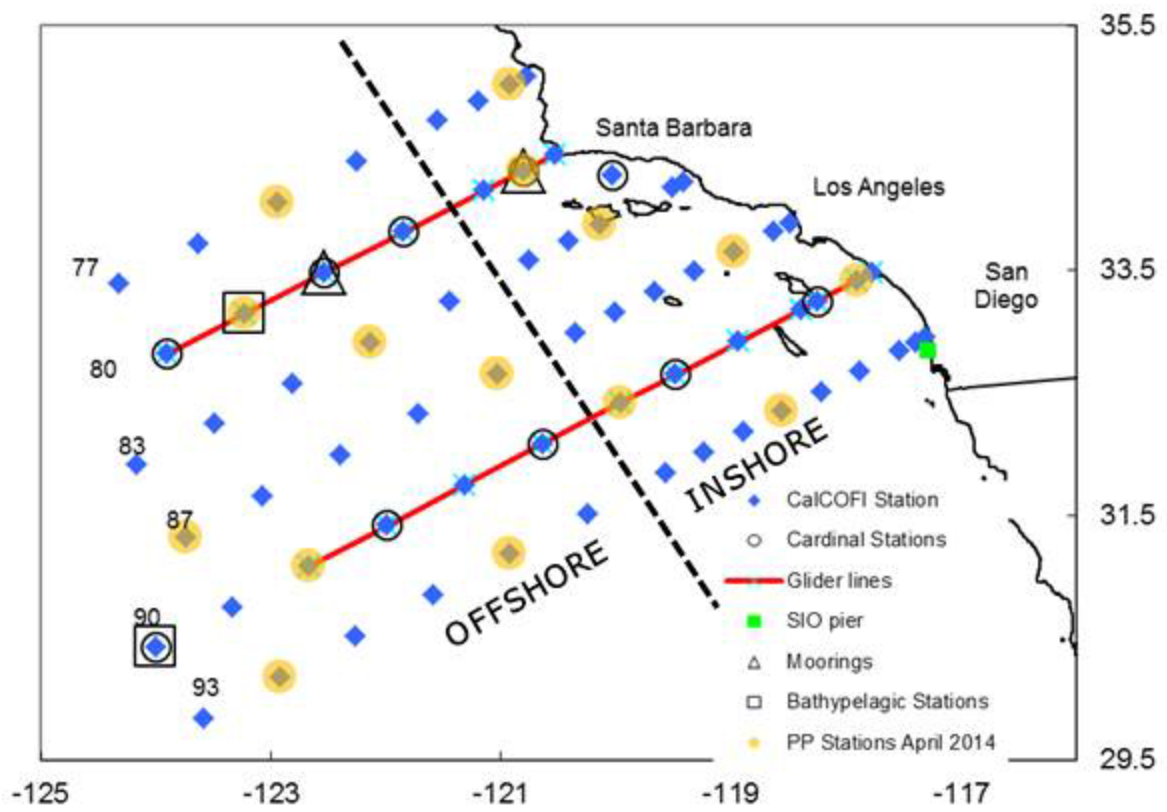 35.5
Santa Barbara
Los Angeles
77
33.5
San
Diego
80
83
INSHORE
CalCOFI Station
87
31.5
Cardinal Stations
OFFSHORE
Glider lines
90
SIO pier
Moorings
93
Bathypelagic Stations
PP Stations April 2014
29.5
-125
-123
-121
-119
-117